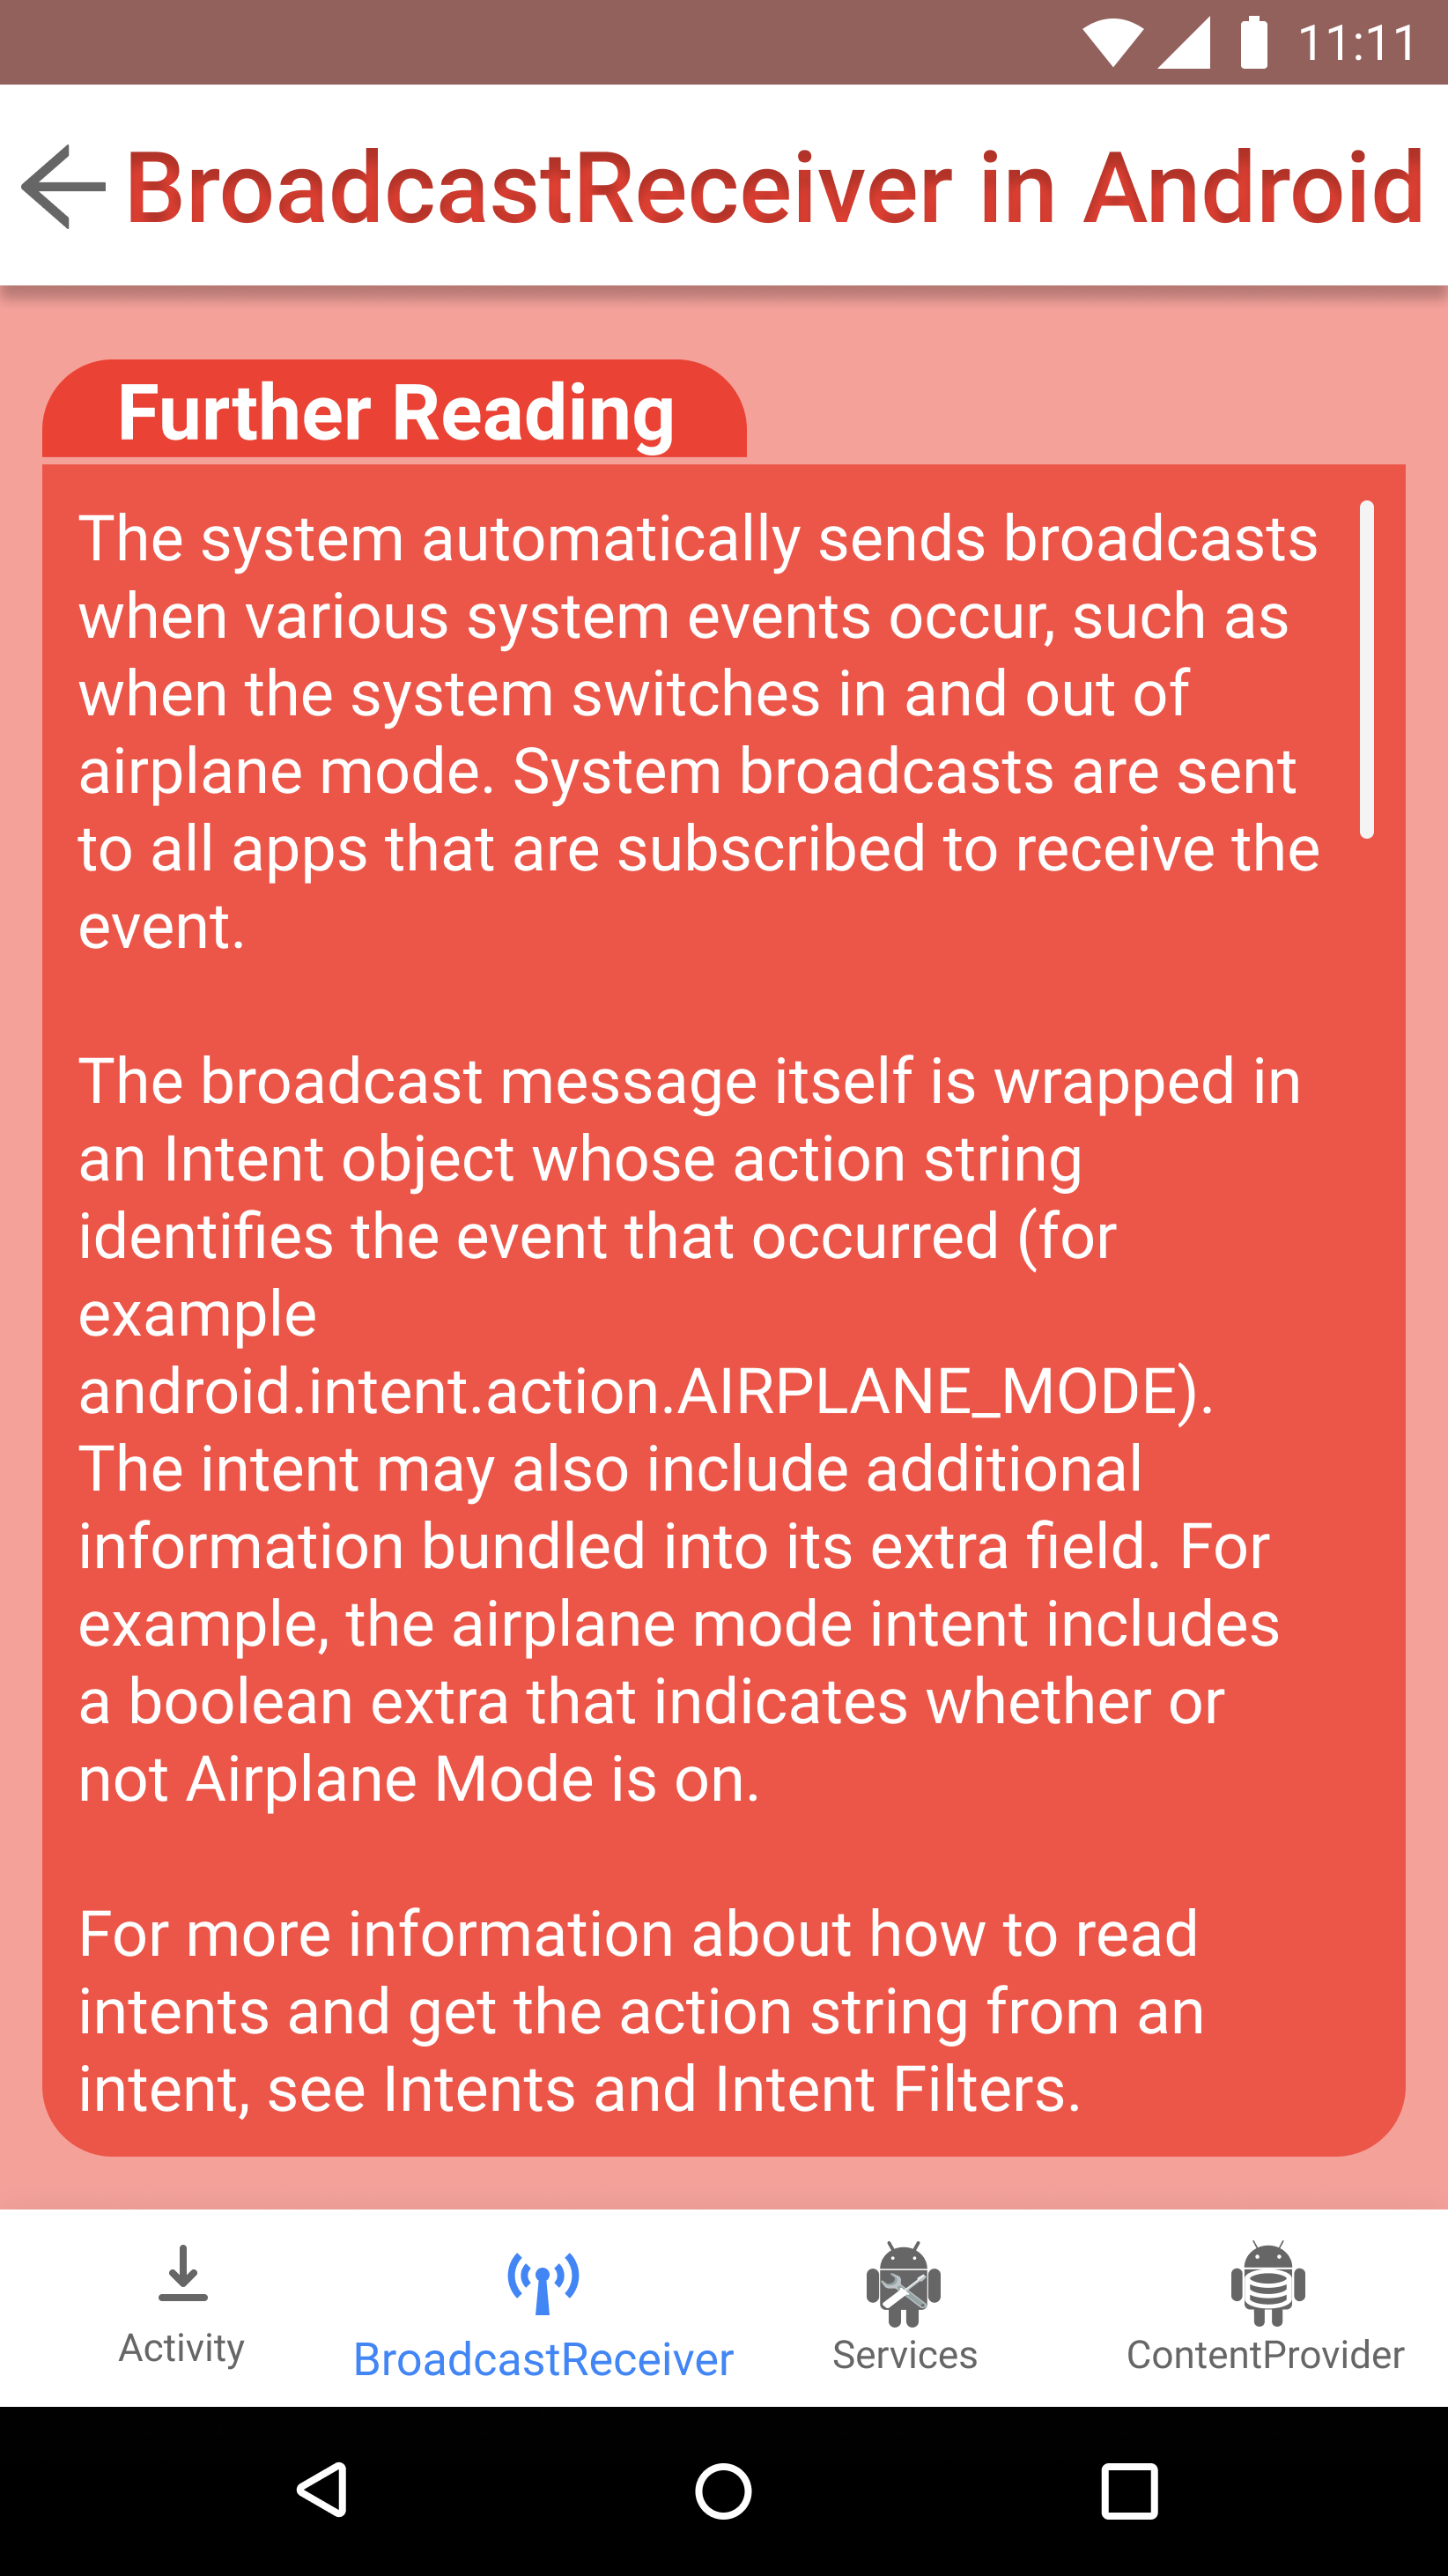 11:11
BroadcastReceiver in Android
Further Reading
The system automatically sends broadcasts
when various system events occur, such as
when the system switches in and out of
airplane mode. System broadcasts are sent
to all apps that are subscribed to receive the
event.
The broadcast message itself is wrapped in
an Intent object whose action string
identifies the event that occurred (for
example
android.intent.action.AIRPLANE_MODE).
The intent may also include additional
information bundled into its extra field. For
example, the airplane mode intent includes
a boolean extra that indicates whether or
not Airplane Mode is on.
For more information about how to read
intents and get the action string from an
intent, see Intents and Intent Filters.
Activity
BroadcastReceiver
Services
ContentProvider